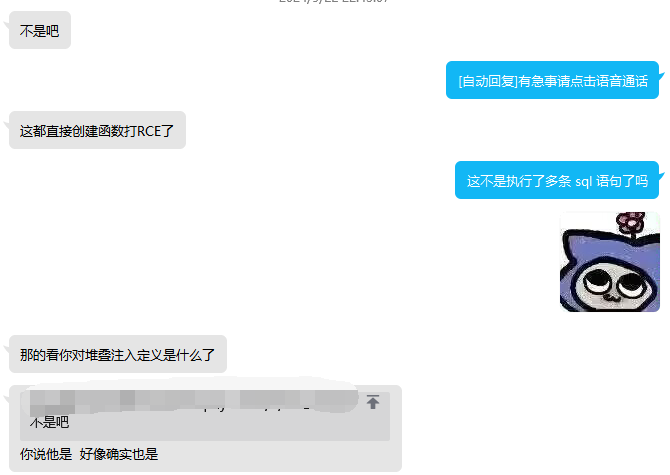 不是吧
[自动回复]有急事请点击语音通话
这都直接创建函数打RCE了
这不是执行了多条 sql 语句了吗
那的看你对堆叠注入定义是什么了
不是吧
你说他是 好像确实也是